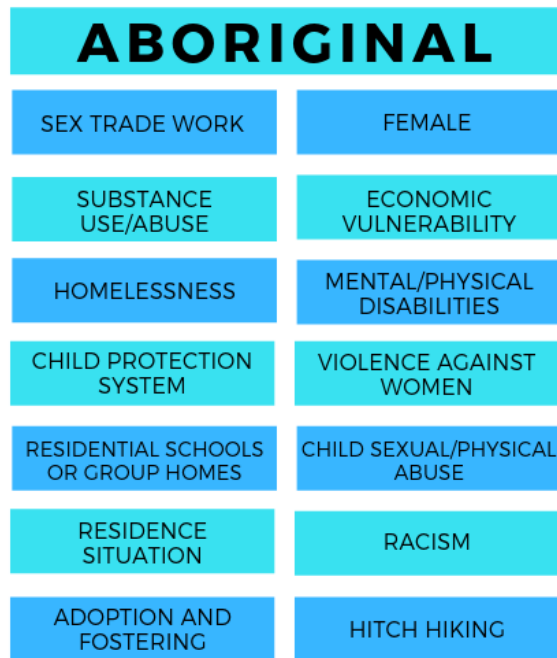 ABORIGINAL
SEX TRADE WORK
FEMALE
SUBSTANCE
USE/ABUSE
ECONOMIC
VULNERABILITY
HOMELESSNESS
MENTAL/PHYSICAL
DISABILITIES
CHILD PROTECTION
SYSTEM
VIOLENCE AGAINST
WOMEN
RESIDENTIAL SCHOOLS
OR GROUP HOMES
CHILD SEXUAL/PHYSICAL
ABUSE
RESIDENCE
SITUATION
RACISM
ADOPTION AND
FOSTERING
HITCH HIKING